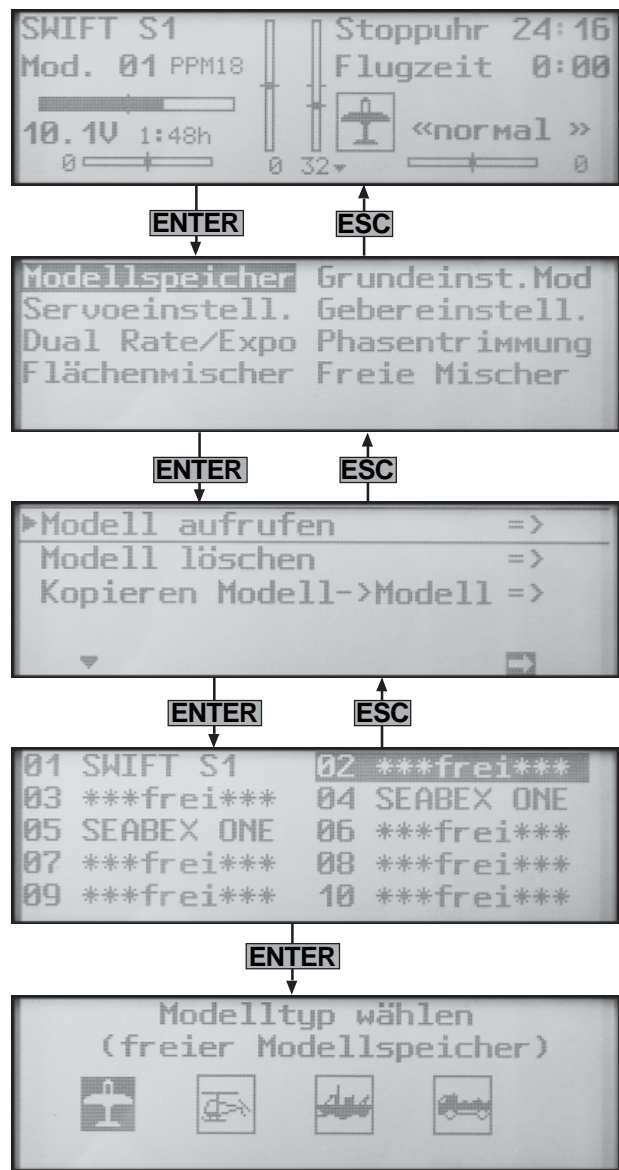 SWIFT S1 Stoppuhr 24:16
Mod. 01 PPM18 Flugzeit 0:00
10.1V 1:48h «normal »
0 0 32 0
ENTER ESC
Modellspeicher Grundeinst.Mod
Servoeinstell. Gebereinstell.
Dual Rate/Expo Phasentrimmung
Flächenmischer Freie Mischer
ENTER ESC
Modell aufrufen =>
Modell löschen =>
Kopieren Modell->Modell =>
ENTER ESC
01 SWIFT S1 02 ***frei***
03 ***frei*** 04 SEABEX ONE
05 SEABEX ONE 06 ***frei***
07 ***frei*** 08 ***frei***
09 ***frei*** 10 ***frei***
ENTER
Modelltyp wählen
(freier Modellspeicher)